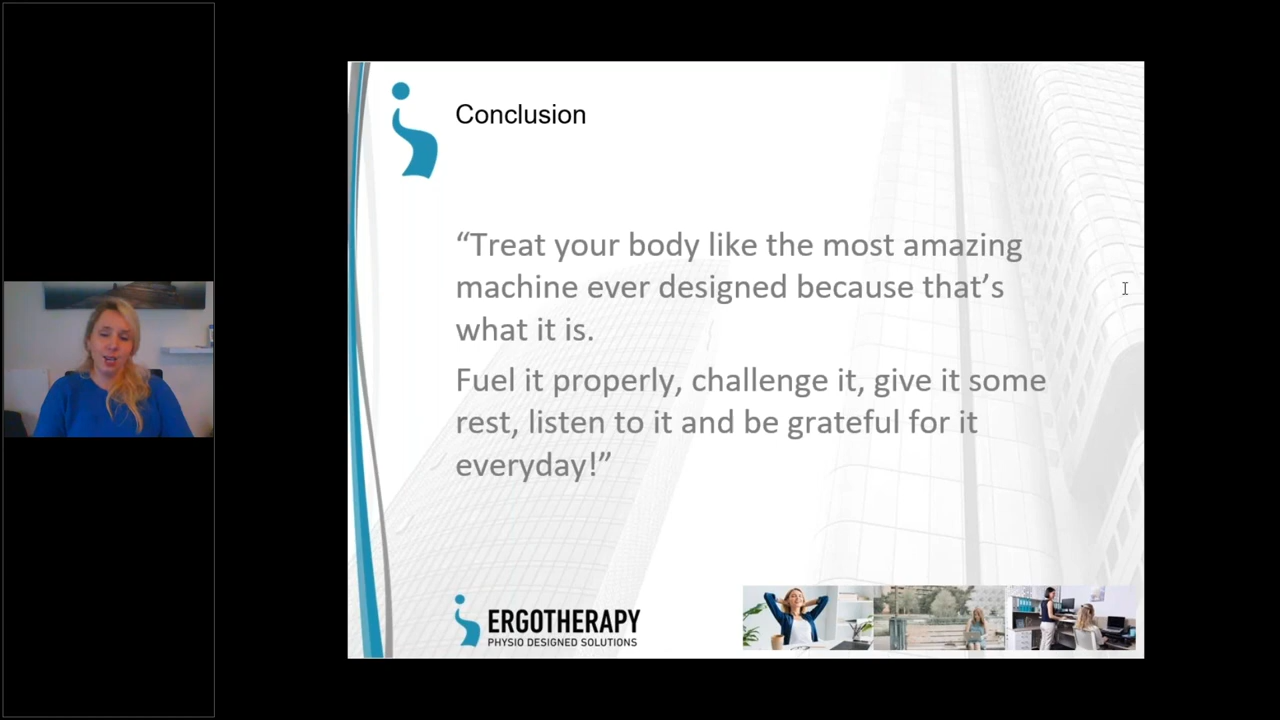 Conclusion
“Treat your body like the most amazing
machine ever designed because that’s
what it is.
Fuel it properly, challenge it, give it some
rest, listen to it and be grateful for it
everyday!”
ERGOTHERAPY
PHYSIO DESIGNED SOLUTIONS